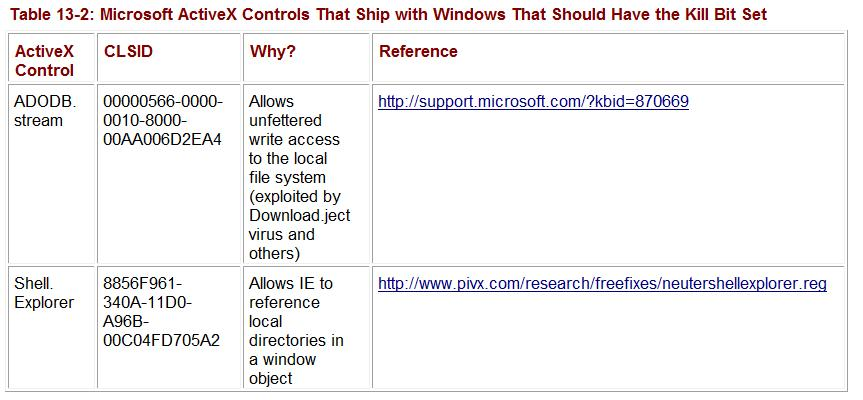 Table 13-2: Microsoft ActiveX Controls That Ship with Windows That Should Have the Kill Bit Set
ActiveX
Control
CLSID
Why?
Reference
ADODB.
stream
00000566-0000-
0010-8000-
00AA006D2EA4
Allows
unfettered
write access
to the local
file system
(exploited by
Download.ject
virus and
others)
http://support.microsoft.com/?kbid=870669
Shell.
Explorer
8856F961-
340A-11D0-
A96B-
00C04FD705A2
Allows IE to
reference
local
directories in
a window
object
http://www.pivx.com/research/freefixes/neutershellexplorer.reg